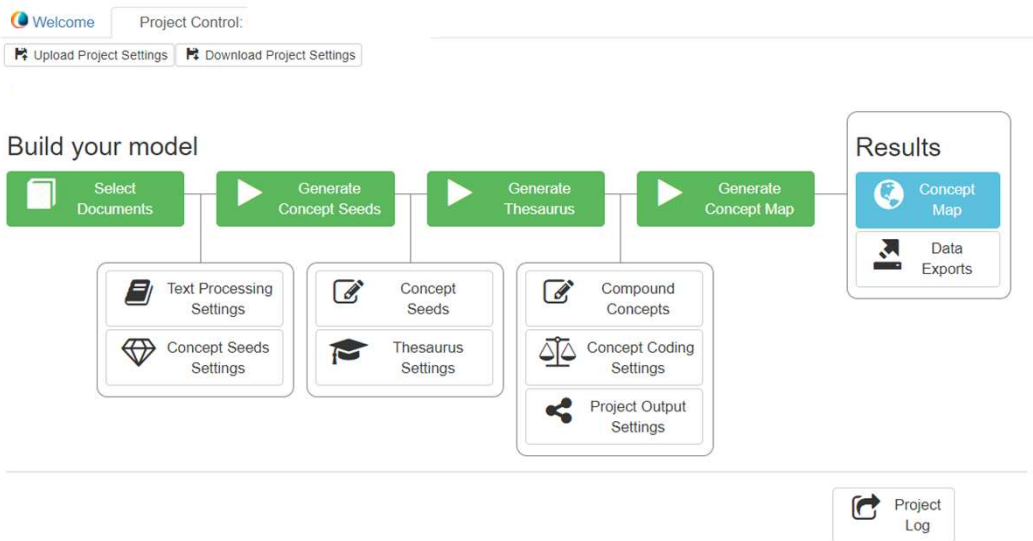 Welcome
Project Control:
Upload Project Settings
Download Project Settings
Build your model
Results
Select
Documents
Generate
Concept Seeds
Generate
Thesaurus
Generate
Concept Map
Concept
Map
Data
Exports
Text Processing
Settings
Concept Seeds
Settings
Concept
Seeds
Thesaurus
Settings
Compound
Concepts
Concept Coding
Settings
Project Output
Settings
Project
Log